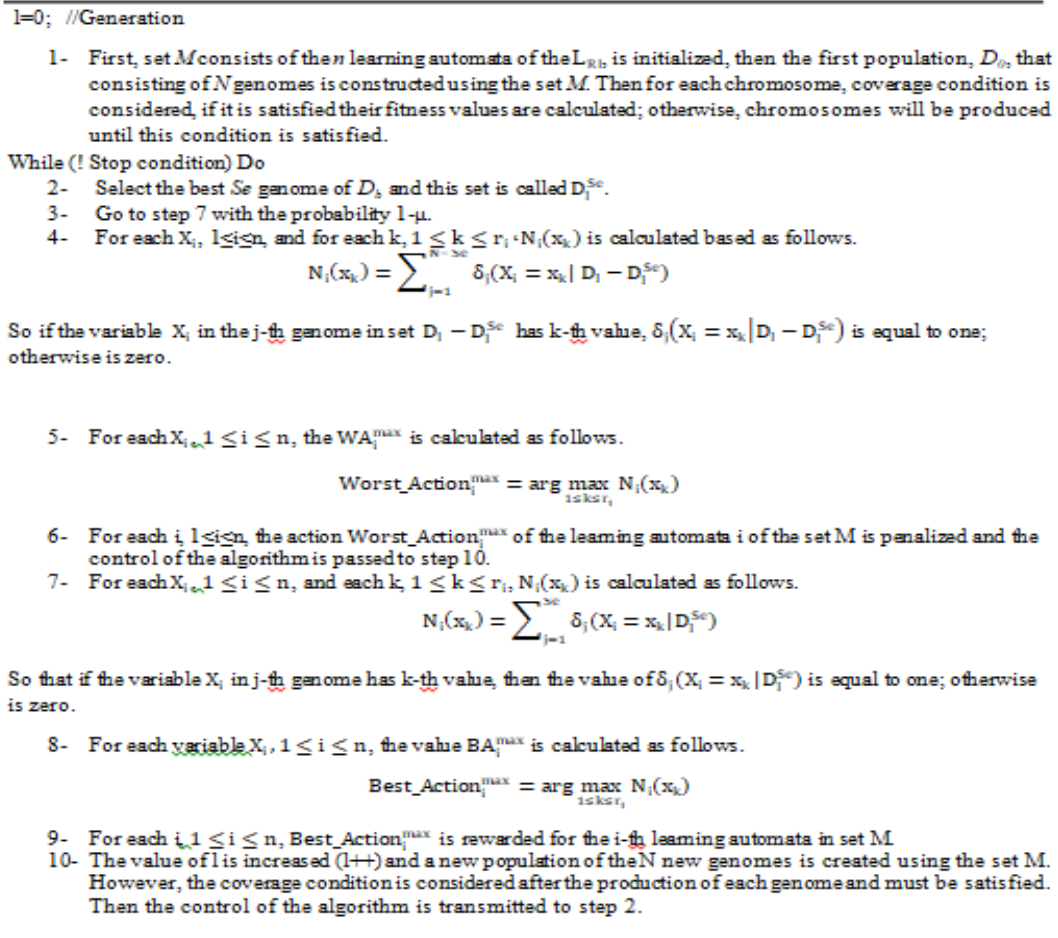 l=0; //Generation
1- First, set M consists of the n learning automata of the L_RI, is initialized, then the first population, D₀, that
consisting of N genomes is constructed using the set M. Then for each chromosome, coverage condition is
considered, if it is satisfied their fitness values are calculated; otherwise, chromosomes will be produced
until this condition is satisfied.
While (! Stop condition) Do
2- Select the best Se genome of D_l, and this set is called D_l^Se.
3- Go to step 7 with the probability 1-μ.
4- For each X_i, 1≤i≤n, and for each k, 1 ≤ k ≤ r_i ، N_i(x_k) is calculated based as follows.
N_i(x_k) = ∑_{j=1}^{N-Se} δ_j(X_i = x_k| D_l − D_l^Se)
So if the variable X_i in the j-th genome in set D_l − D_l^Se has k-th value, δ_j(X_i = x_k|D_l − D_l^Se) is equal to one;
otherwise is zero.
5- For each X_i, 1 ≤ i ≤ n, the WA_i^max is calculated as follows.
Worst_Action_i^max = arg max_{1≤k≤r_i} N_i(x_k)
6- For each i, 1≤i≤n, the action Worst_Action_i^max of the learning automata i of the set M is penalized and the
control of the algorithm is passed to step 10.
7- For each X_i, 1 ≤ i ≤ n, and each k, 1 ≤ k ≤ r_i, N_i(x_k) is calculated as follows.
N_i(x_k) = ∑_{j=1}^{Se} δ_j(X_i = x_k|D_l^Se)
So that if the variable X_i in j-th genome has k-th value, then the value of δ_j(X_i = x_k|D_l^Se) is equal to one; otherwise
is zero.
8- For each variable X_i, 1 ≤ i ≤ n, the value BA_i^max is calculated as follows.
Best_Action_i^max = arg max_{1≤k≤r_i} N_i(x_k)
9- For each i, 1 ≤ i ≤ n, Best_Action_i^max is rewarded for the i-th learning automata in set M.
10- The value of l is increased (l++) and a new population of the N new genomes is created using the set M.
However, the coverage condition is considered after the production of each genome and must be satisfied.
Then the control of the algorithm is transmitted to step 2.